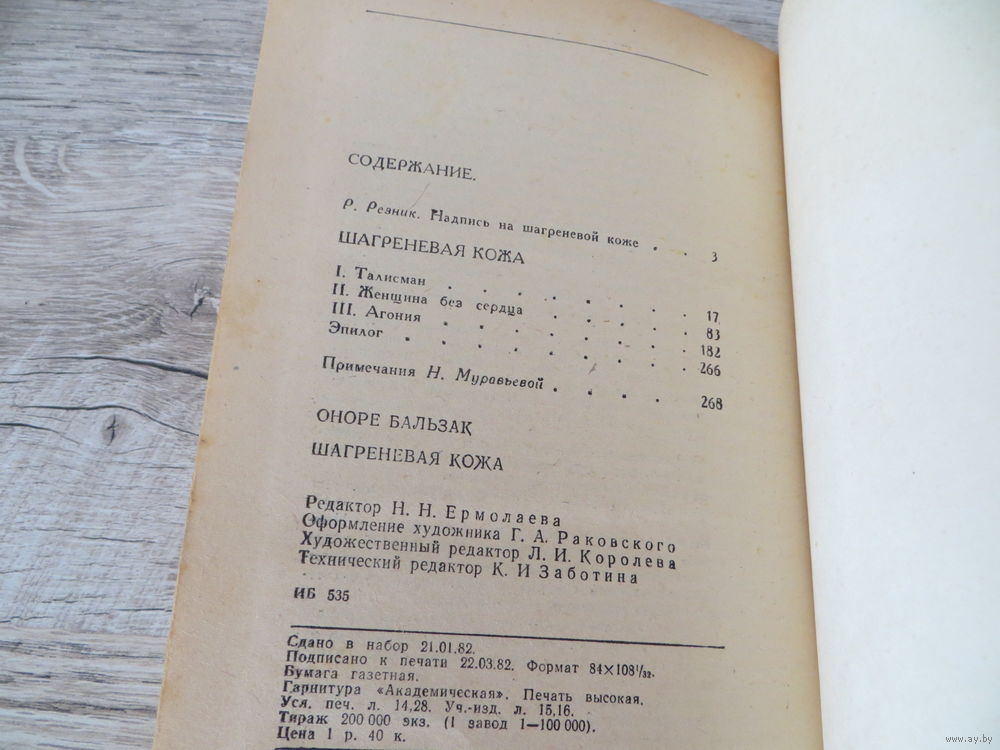 СОДЕРЖАНИЕ.
Р. Резник. Надпись на шагреневой коже . . 3
ШАГРЕНЕВАЯ КОЖА
I. Талисман . . . . . . . . 17
II. Женщина без сердца . . . . . 83
III. Агония . . . . . . . . 182
Эпилог . . . . . . . . . 266
Примечания Н. Муравьевой . . . . 268
ОНОРЕ БАЛЬЗАК
ШАГРЕНЕВАЯ КОЖА
Редактор Н. Н. Ермолаева
Оформление художника Г. А. Раковского
Художественный редактор Л. И. Королева
Технический редактор К. И Заботина
ИБ 535
Сдано в набор 21.01.82.
Подписано к печати 22.03.82. Формат 84×108 1/32.
Бумага газетная.
Гарнитура «Академическая». Печать высокая.
Уся. печ. л. 14,28. Уч.-изд. л. 15,16.
Тираж 200 000 экз. (1 завод 1—100 000).
Цена 1 р. 40 к.
www.ay.by